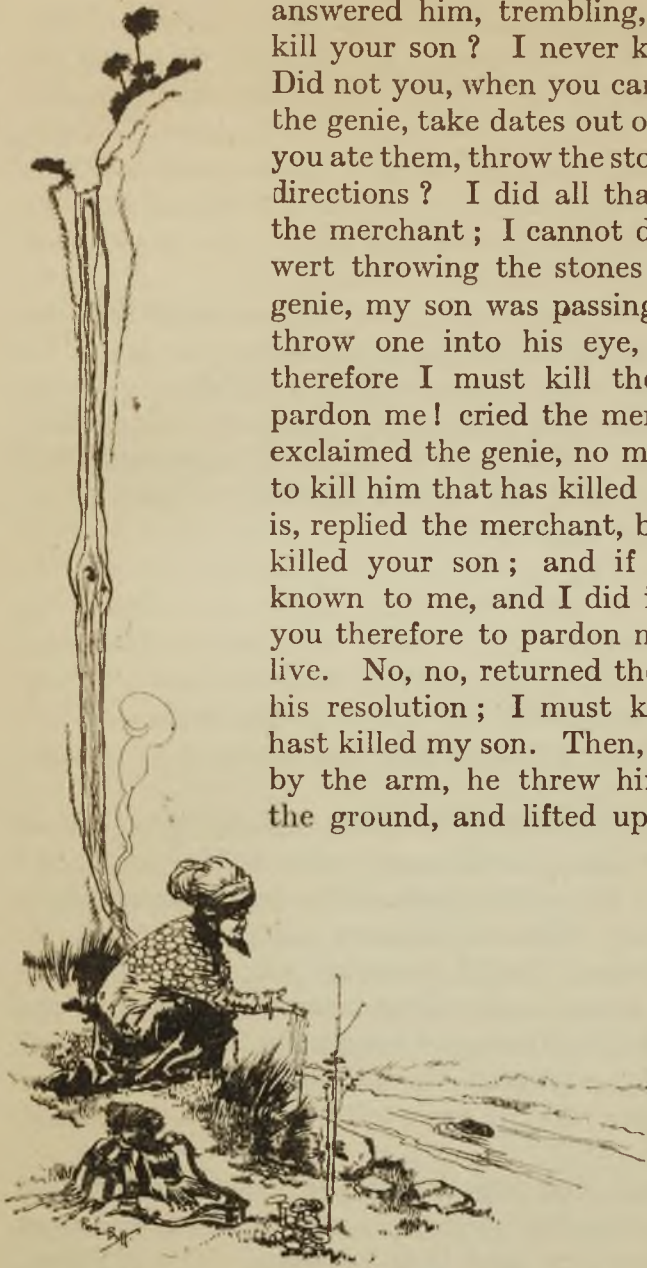 answered him, trembling,
kill your son ? I never k
Did not you, when you ca
the genie, take dates out o
you ate them, throw the sto
directions ? I did all tha
the merchant ; I cannot d
wert throwing the stones
genie, my son was passing
throw one into his eye,
therefore I must kill the
pardon me! cried the mer
exclaimed the genie, no m
to kill him that has killed
is, replied the merchant, b
killed your son ; and if
known to me, and I did i
you therefore to pardon m
live. No, no, returned the
his resolution ; I must k
hast killed my son. Then,
by the arm, he threw hi
the ground, and lifted up